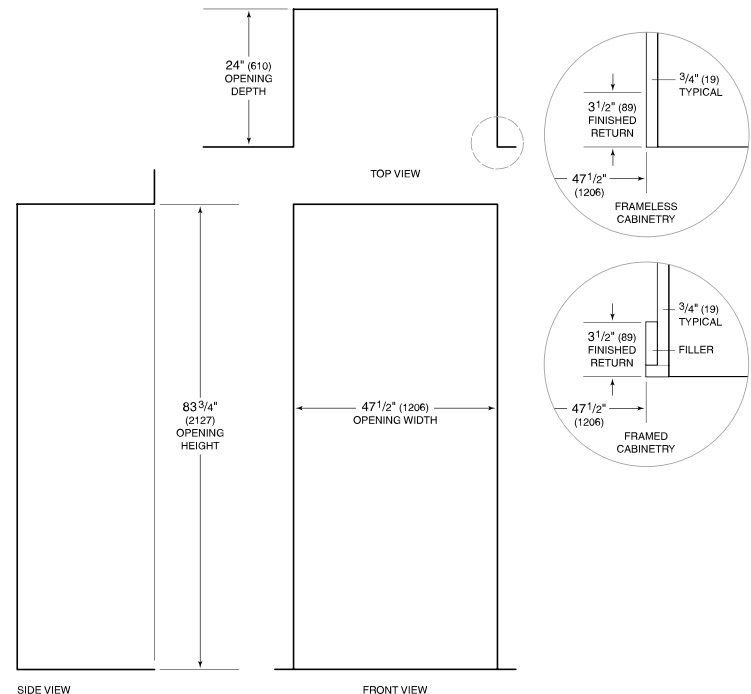 24" (610)
OPENING
DEPTH
TOP VIEW
3/4" (19)
TYPICAL
31/2" (89)
FINISHED
RETURN
471/2"
(1206)
FRAMELESS
CABINETRY
3/4" (19)
TYPICAL
31/2" (89)
FINISHED
RETURN
FILLER
471/2"
(1206)
FRAMED
CABINETRY
833/4"
(2127)
OPENING
HEIGHT
471/2" (1206)
OPENING WIDTH
SIDE VIEW
FRONT VIEW